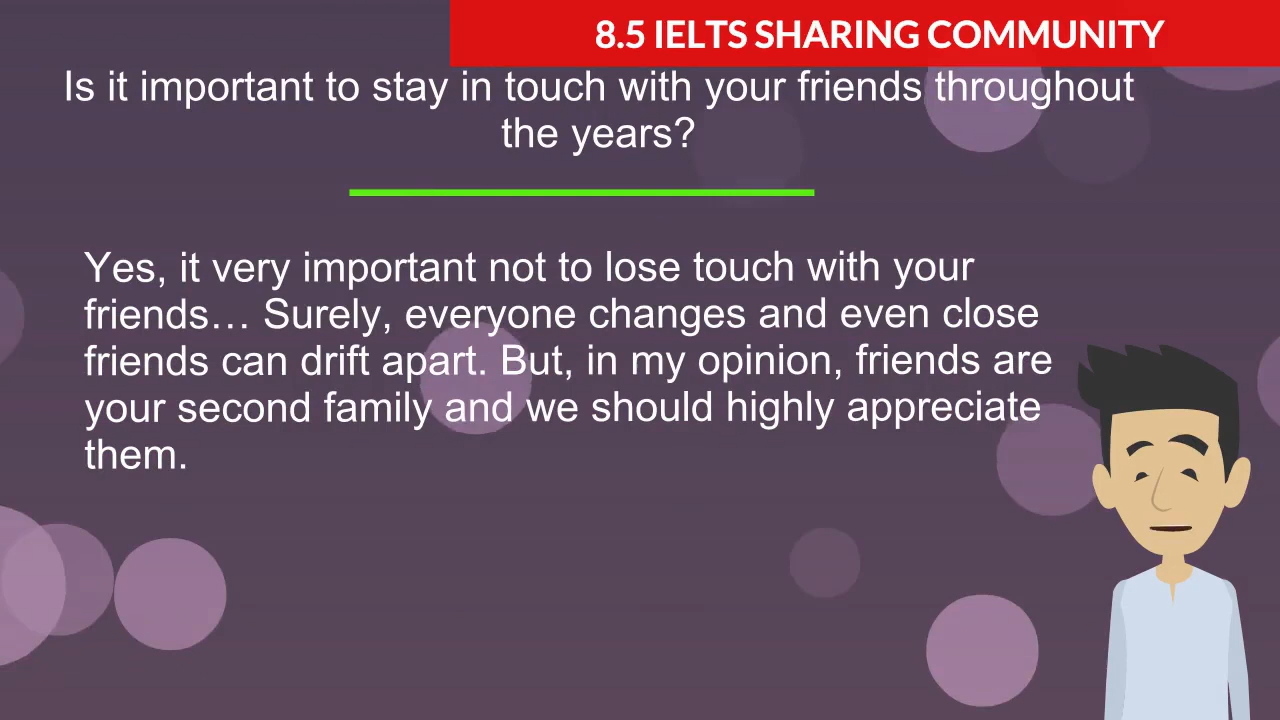 8.5 IELTS SHARING COMMUNITY
Is it important to stay in touch with your friends throughout
the years?
Yes, it very important not to lose touch with your
friends… Surely, everyone changes and even close
friends can drift apart. But, in my opinion, friends are
your second family and we should highly appreciate
them.